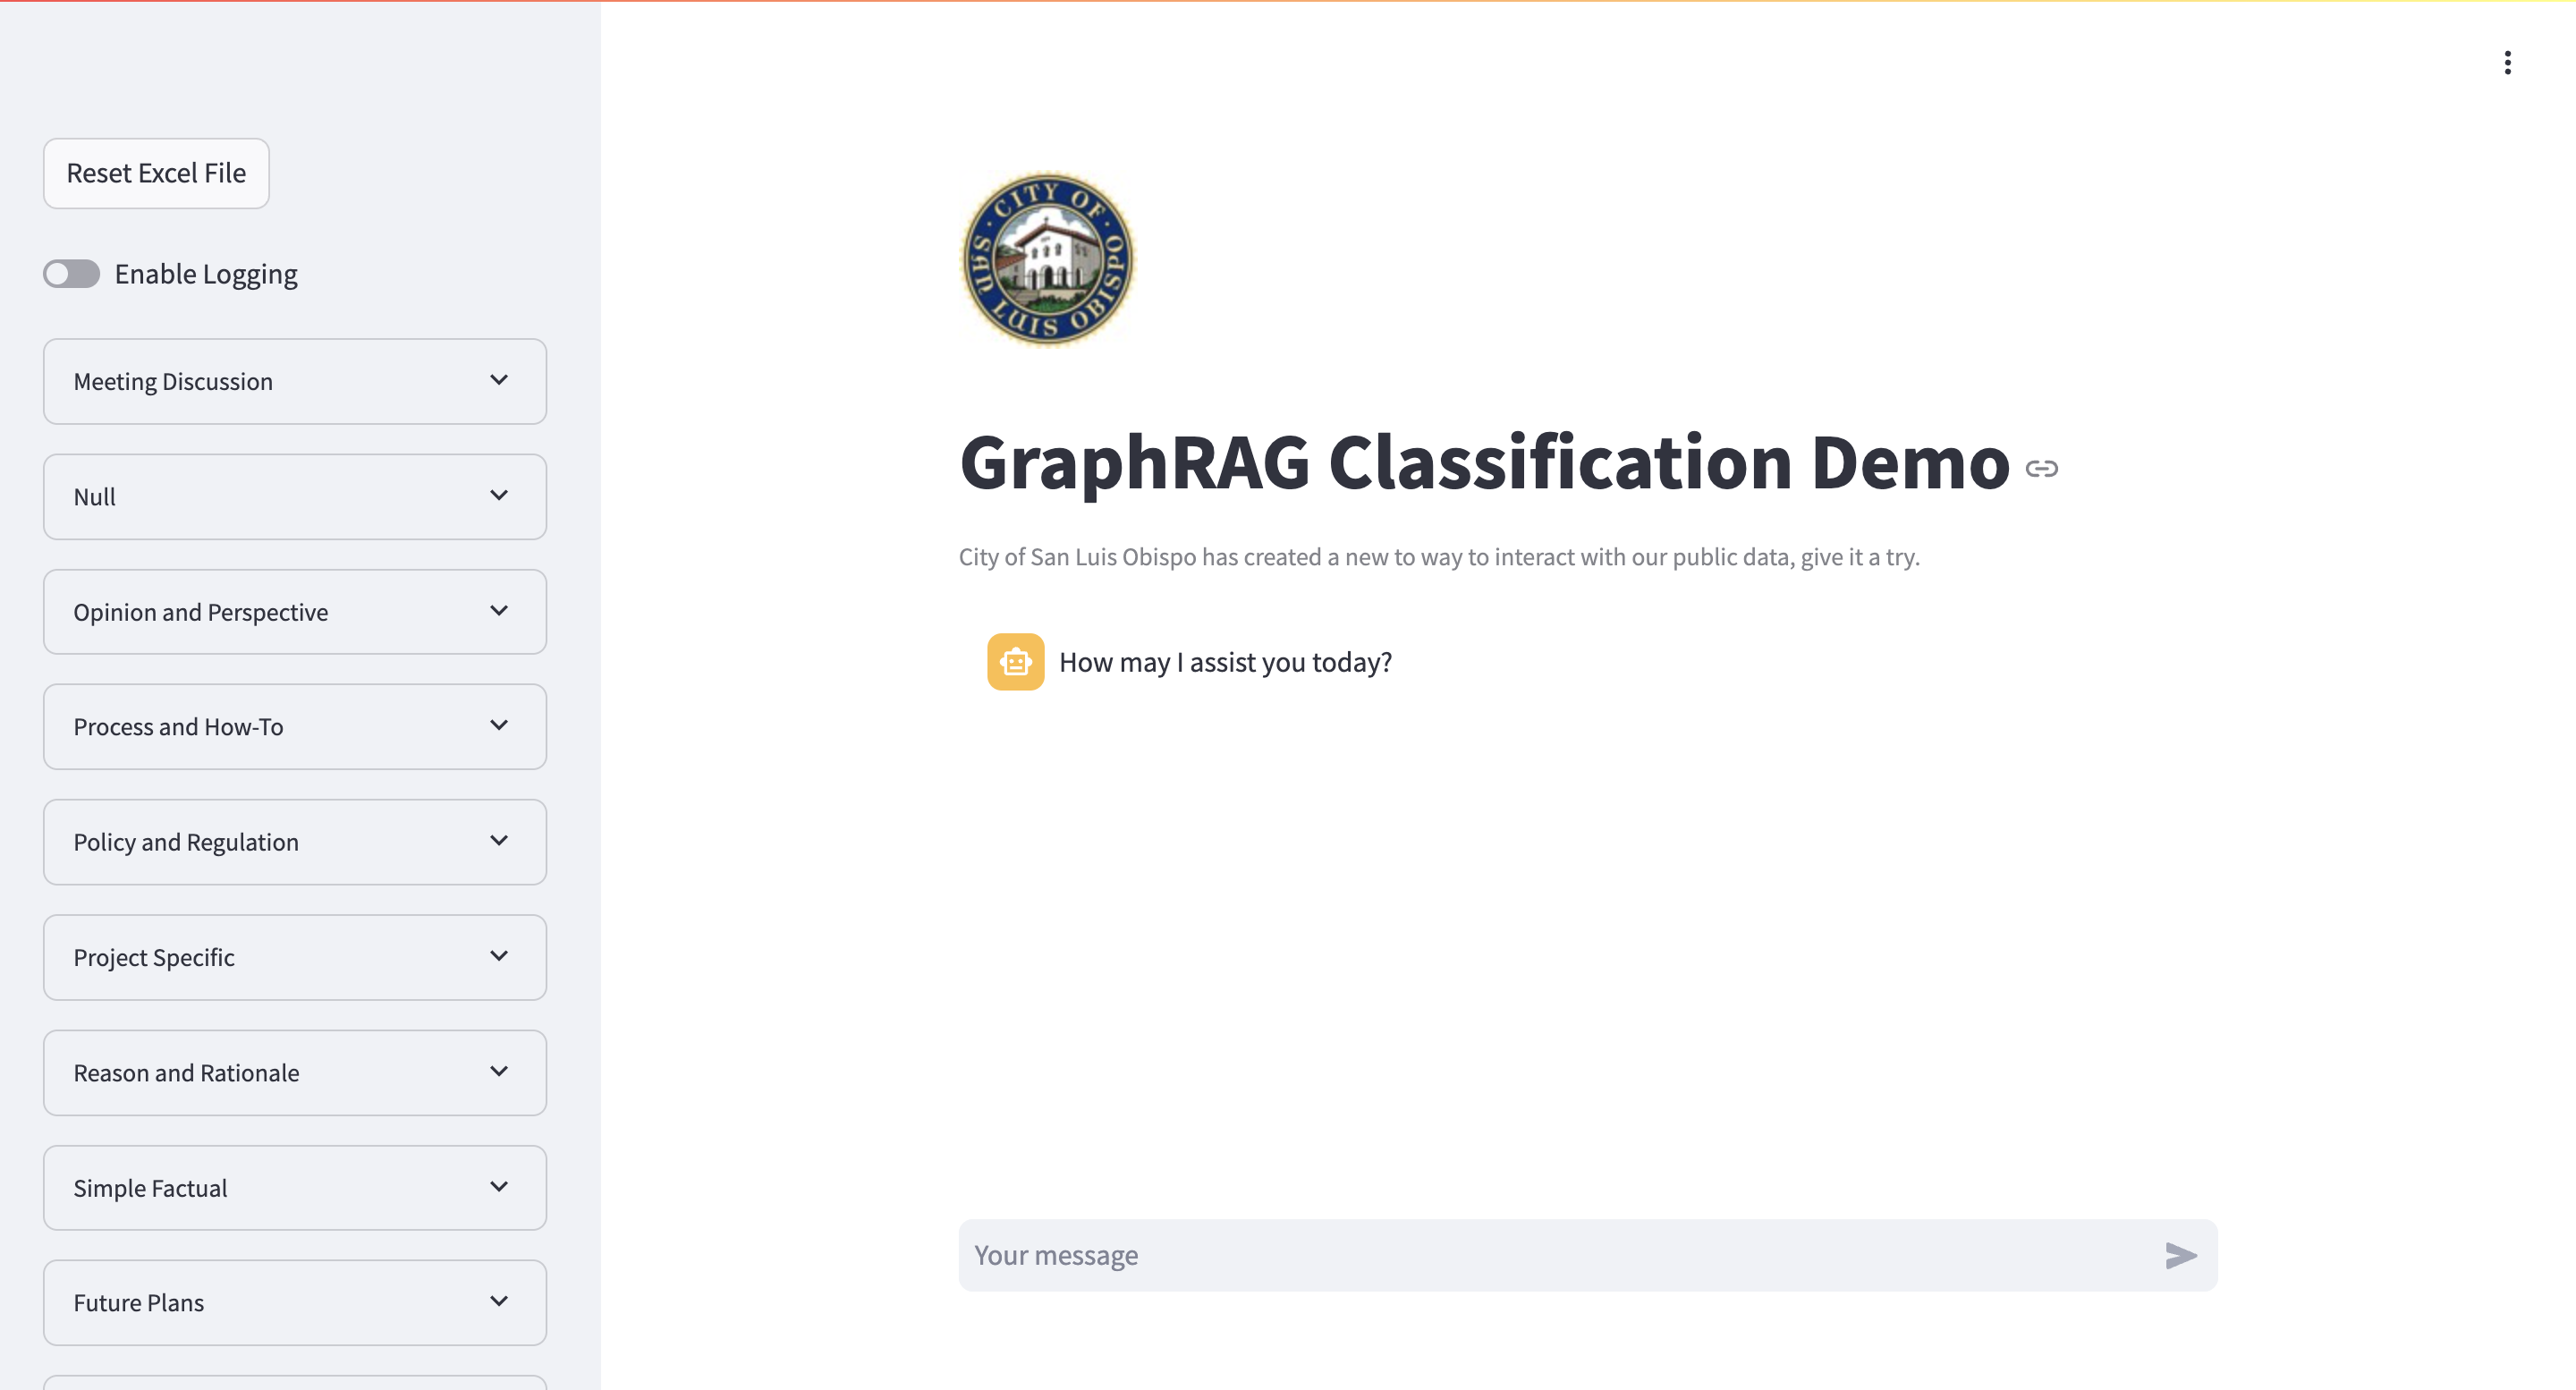 Reset Excel File
Enable Logging
Meeting Discussion
Null
Opinion and Perspective
Process and How-To
Policy and Regulation
Project Specific
Reason and Rationale
Simple Factual
Future Plans
CITY OF
SAN LUIS OBISPO
GraphRAG Classification Demo
City of San Luis Obispo has created a new to way to interact with our public data, give it a try.
How may I assist you today?
Your message